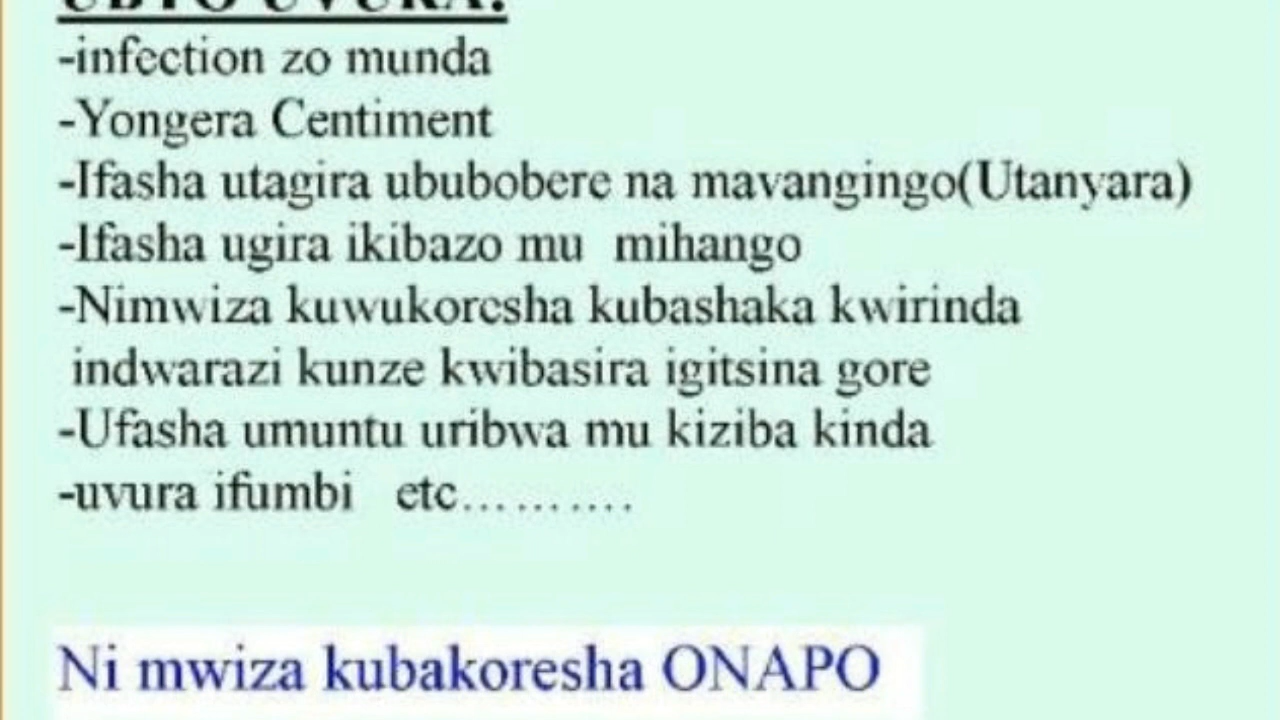 UBYO UVURA:
-infection zo munda
-Yongera Centiment
-Ifasha utagira ububobere na mavangingo(Utanyara)
-Ifasha ugira ikibazo mu mihango
-Nimwiza kuwukoresha kubashaka kwirinda
indwarazi kunze kwibasira igitsina gore
-Ufasha umuntu uribwa mu kiziba kinda
-uvura ifumbi etc..........
Ni mwiza kubakoresha ONAPO